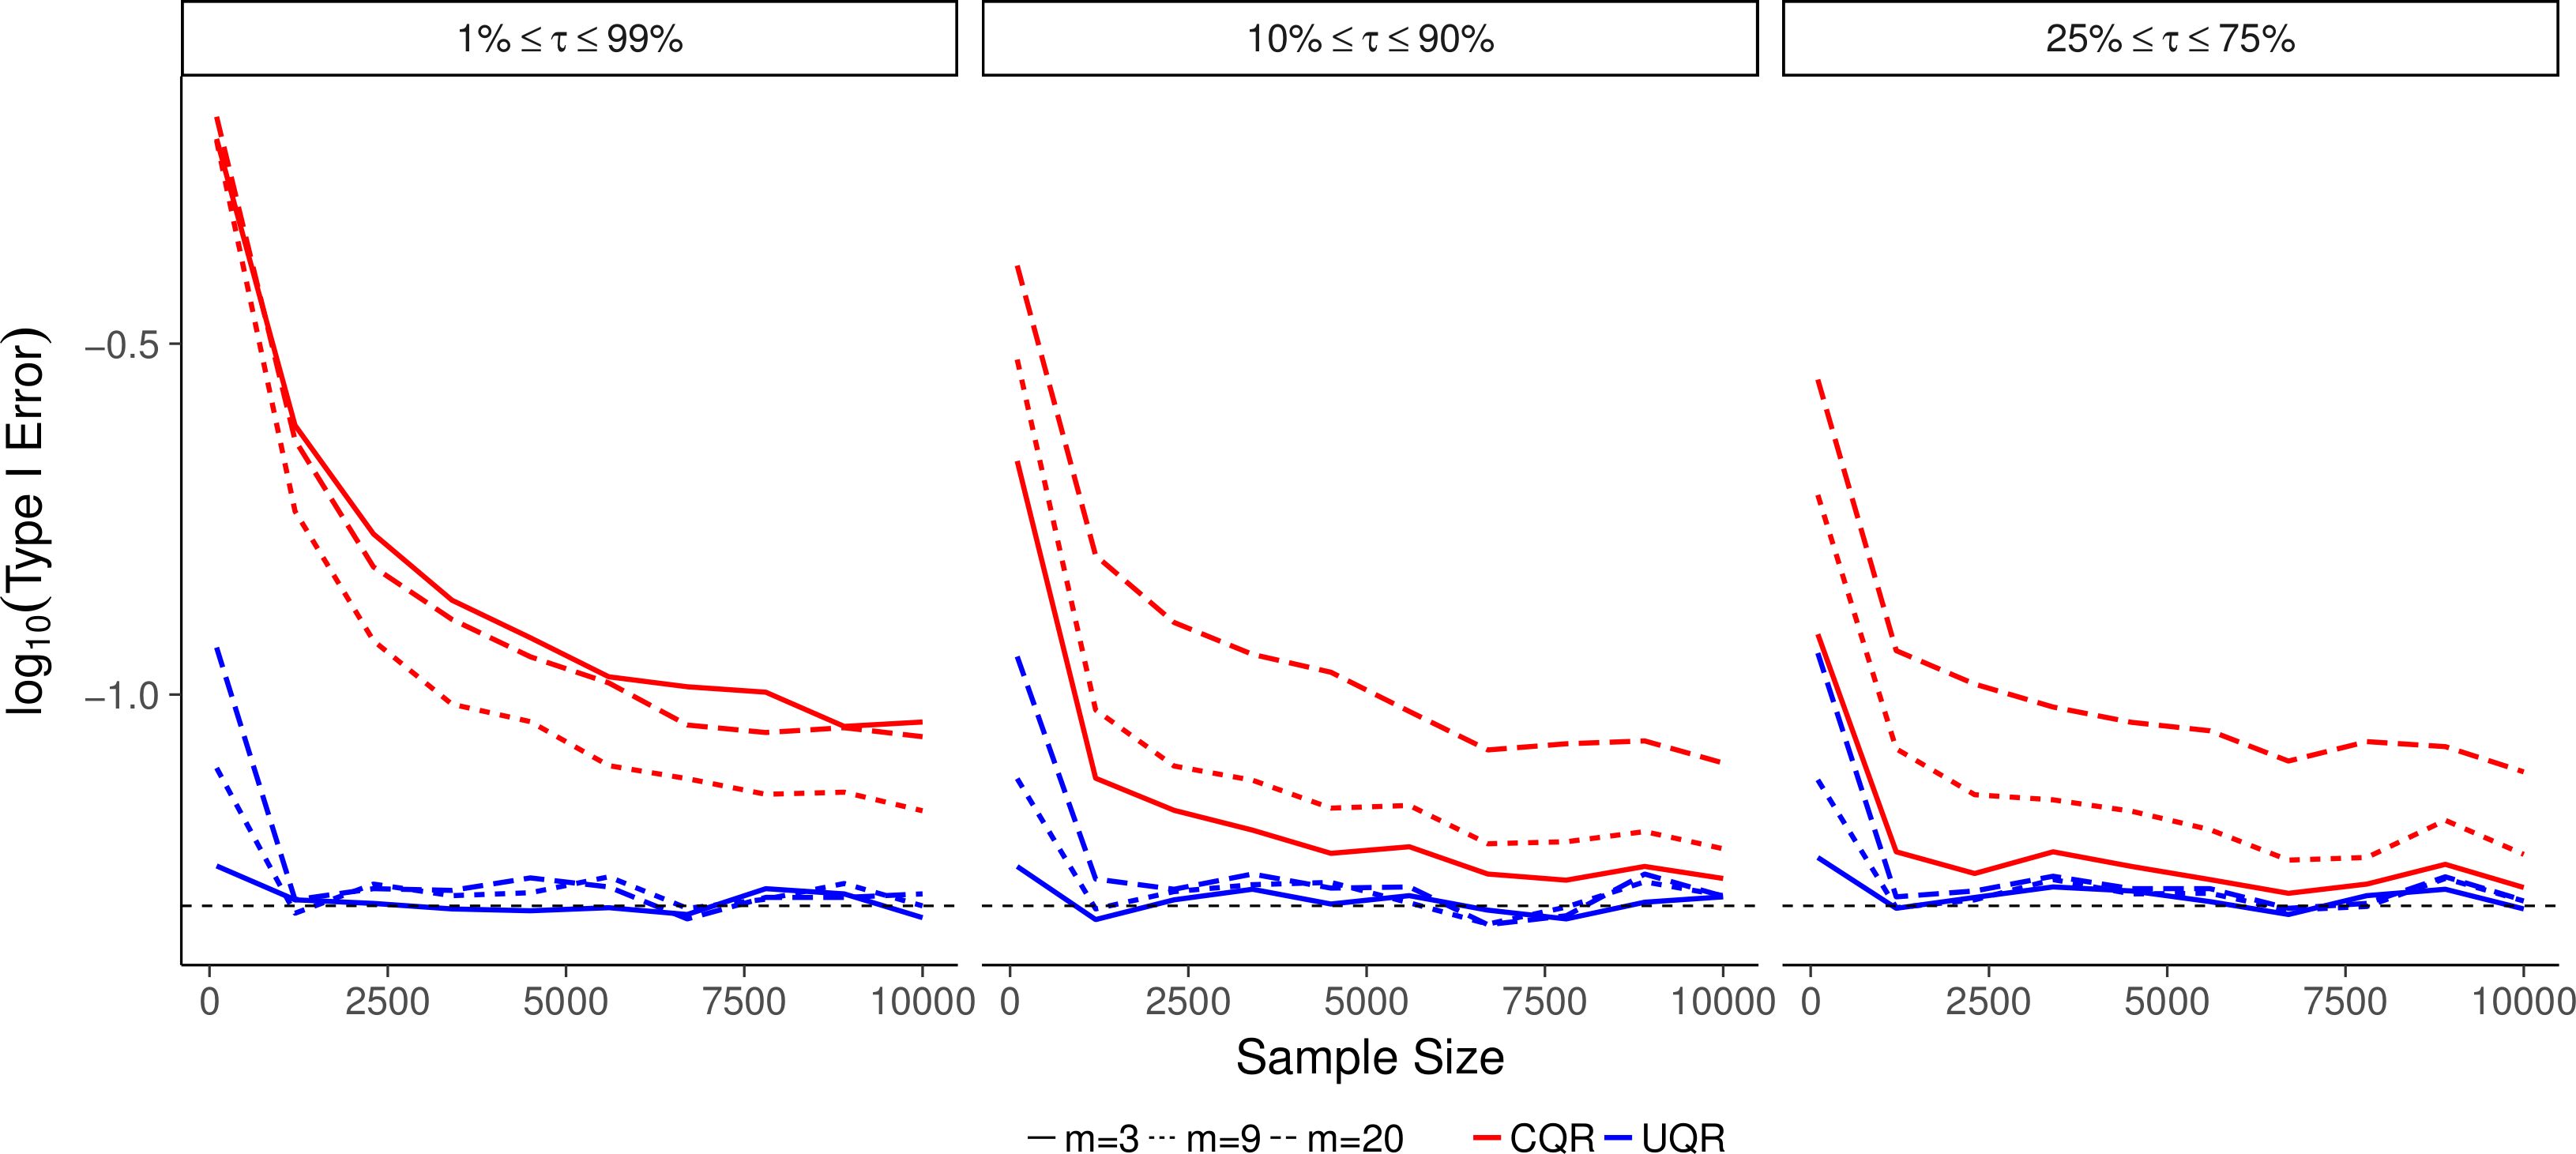 1% ≤ τ ≤ 99% 10% ≤ τ ≤ 90% 25% ≤ τ ≤ 75%
log10(Type I Error)
−0.5
−1.0
0 2500 5000 7500 10000 0 2500 5000 7500 10000 0 2500 5000 7500 10000
Sample Size
m=3 m=9 m=20 CQR UQR